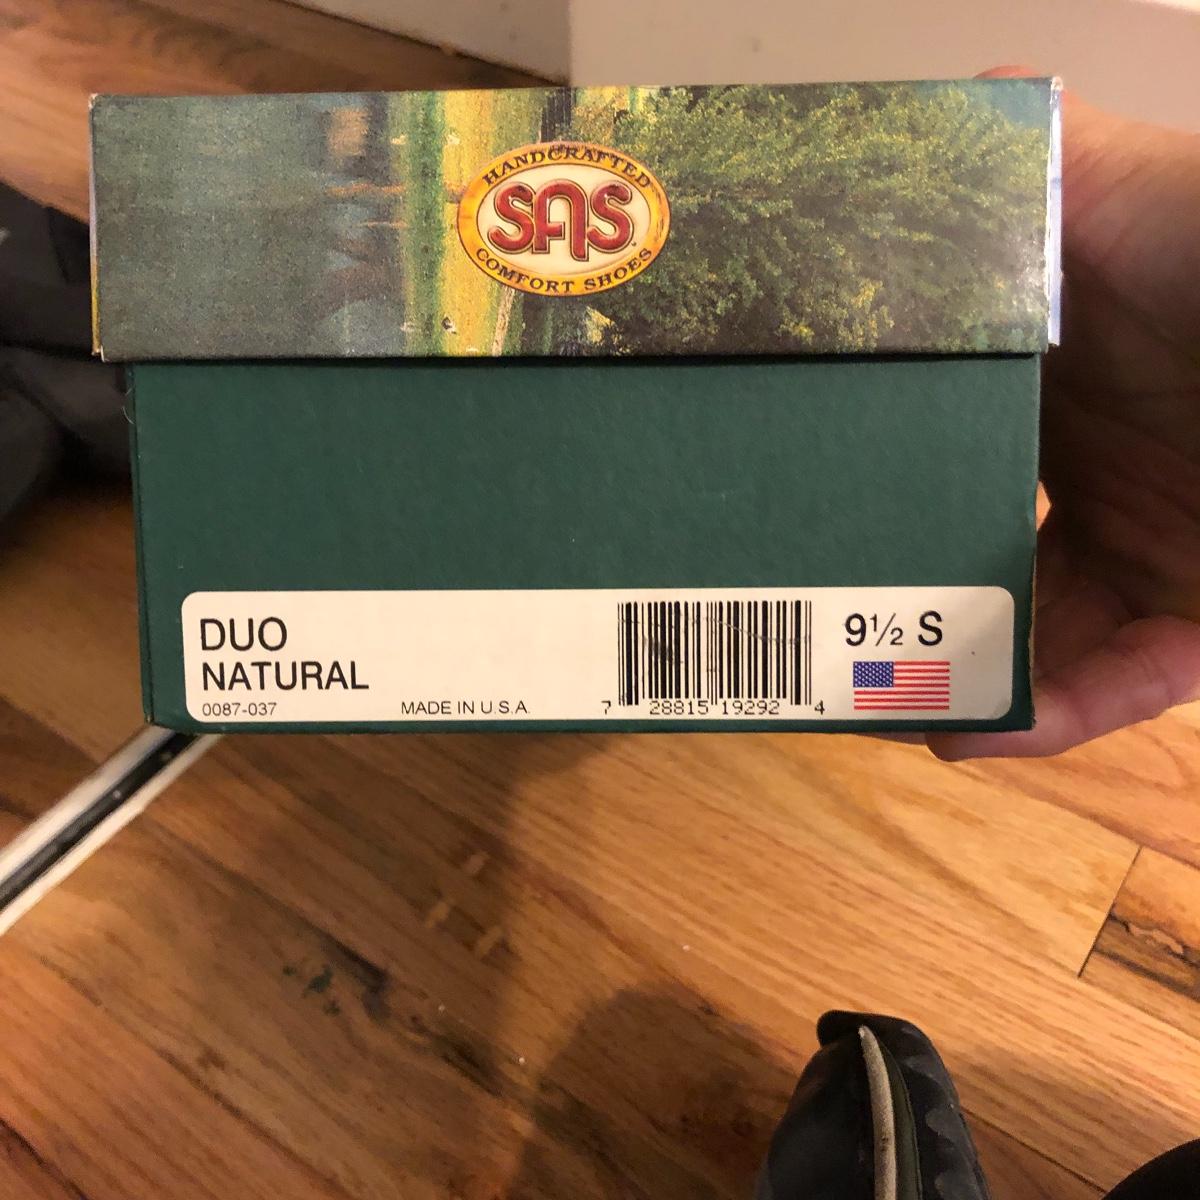 HANDCRAFTED
SAS
COMFORT SHOES
DUO
NATURAL
0087-037
MADE IN U.S.A.
7 28815 19292 4
9½ S